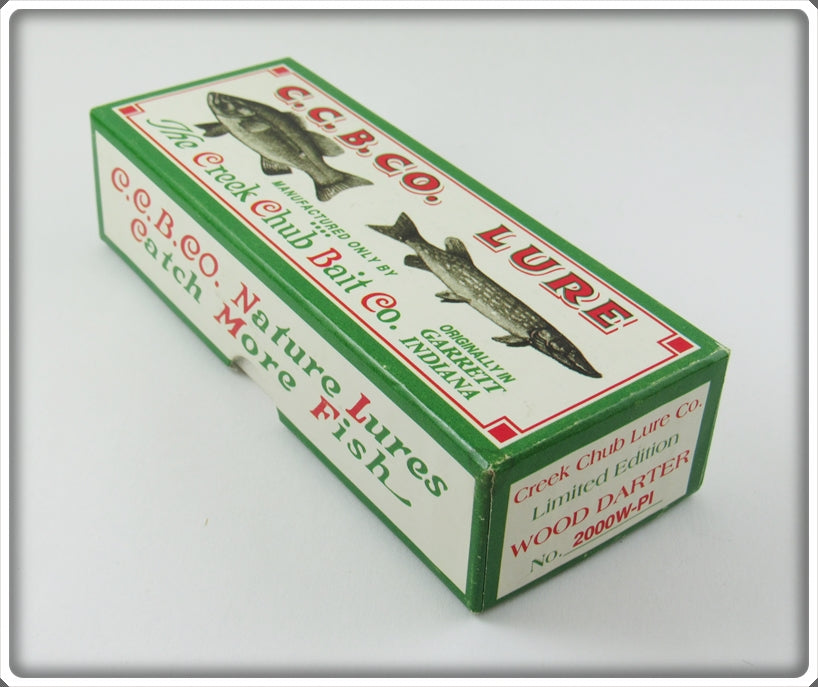 C.C.B.CO. LURE
The Creek Chub Bait Co.
MANUFACTURED ONLY BY
ORIGINALLY IN
GARRETT
INDIANA
C.C.B.CO. Nature Lures
Catch More Fish
Creek Chub Lure Co.
Limited Edition
WOOD DARTER
No. 2000W-PI